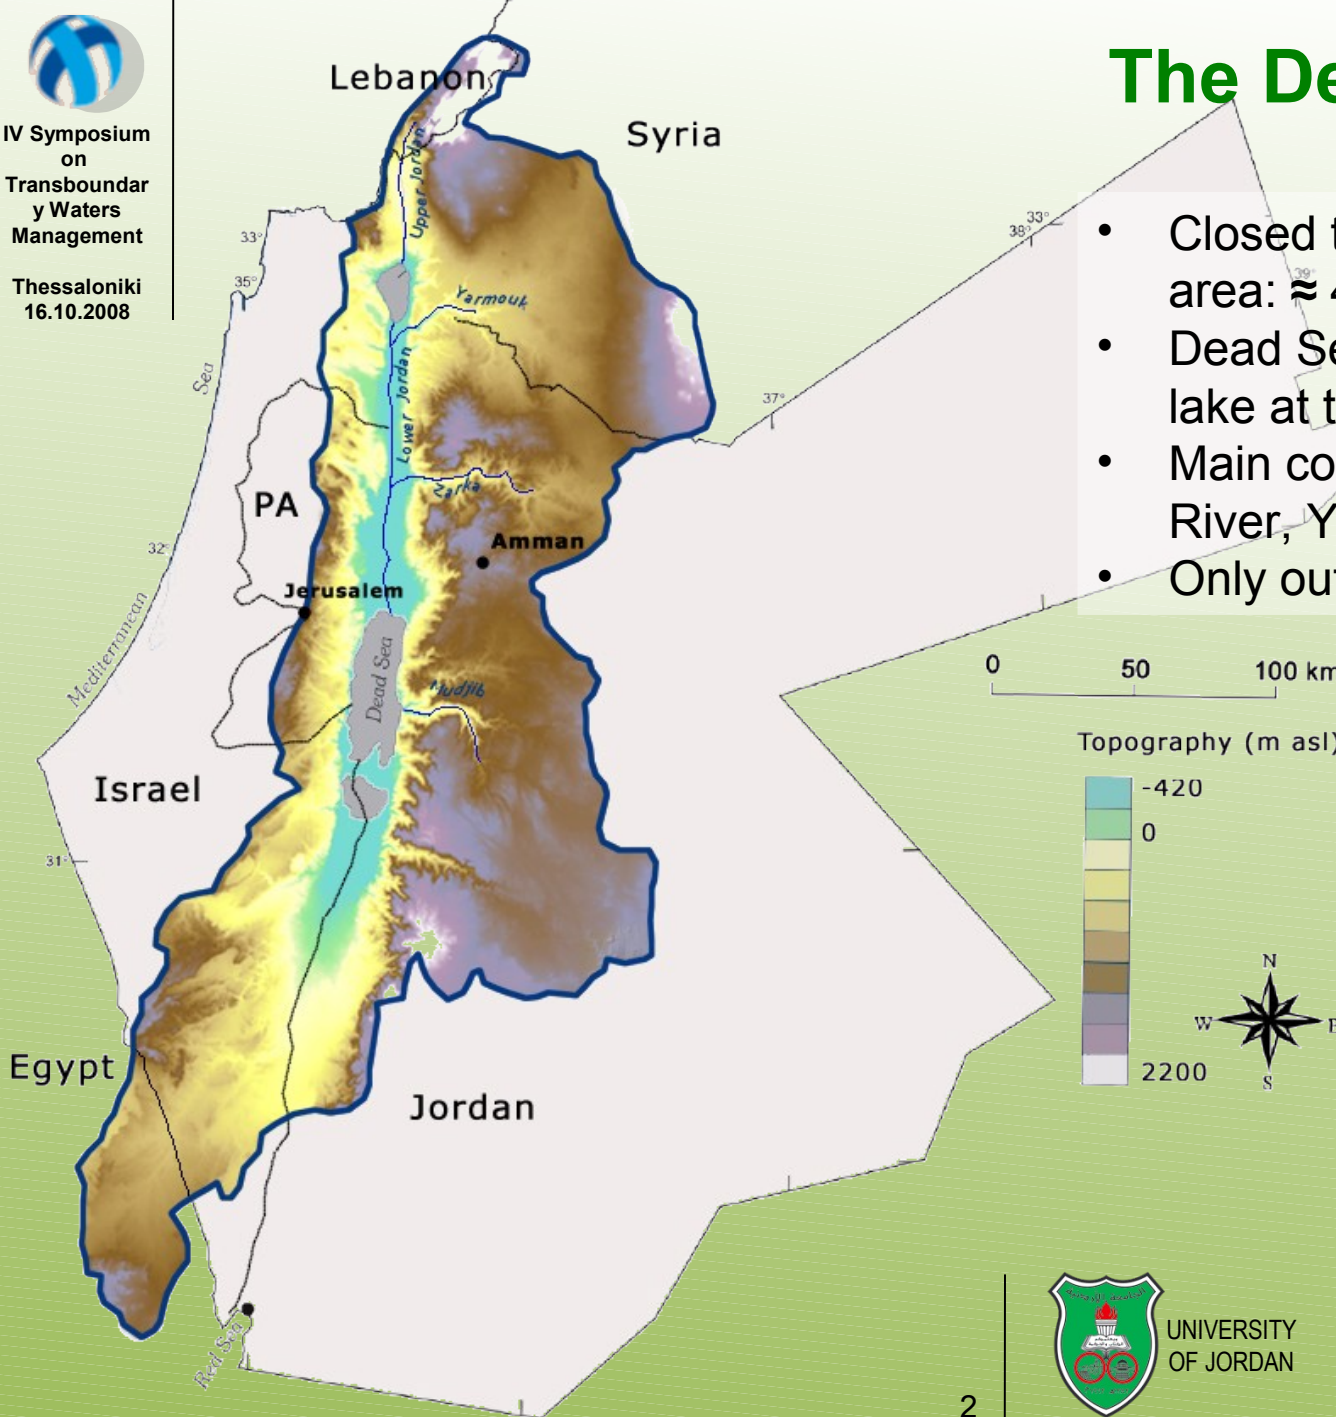 IV Symposium
on
Transboundar
y Waters
Management
Thessaloniki
16.10.2008
The De
• Closed t
area: ≈ 4
• Dead Se
lake at t
• Main co
River, Y
• Only out
Lebanon
Syria
Upper Jordan
33°
35°
33°
38°
39°
Yarmouk
Sea
Lower Jordan
37°
PA
Zarka
32°
Amman
Jerusalem
Mediterranean
Dead Sea
Mudjib
0 50 100 km
Topography (m asl)
-420
0
2200
Israel
31°
N
W E
S
Egypt
Jordan
Red Sea
UNIVERSITY
OF JORDAN
2